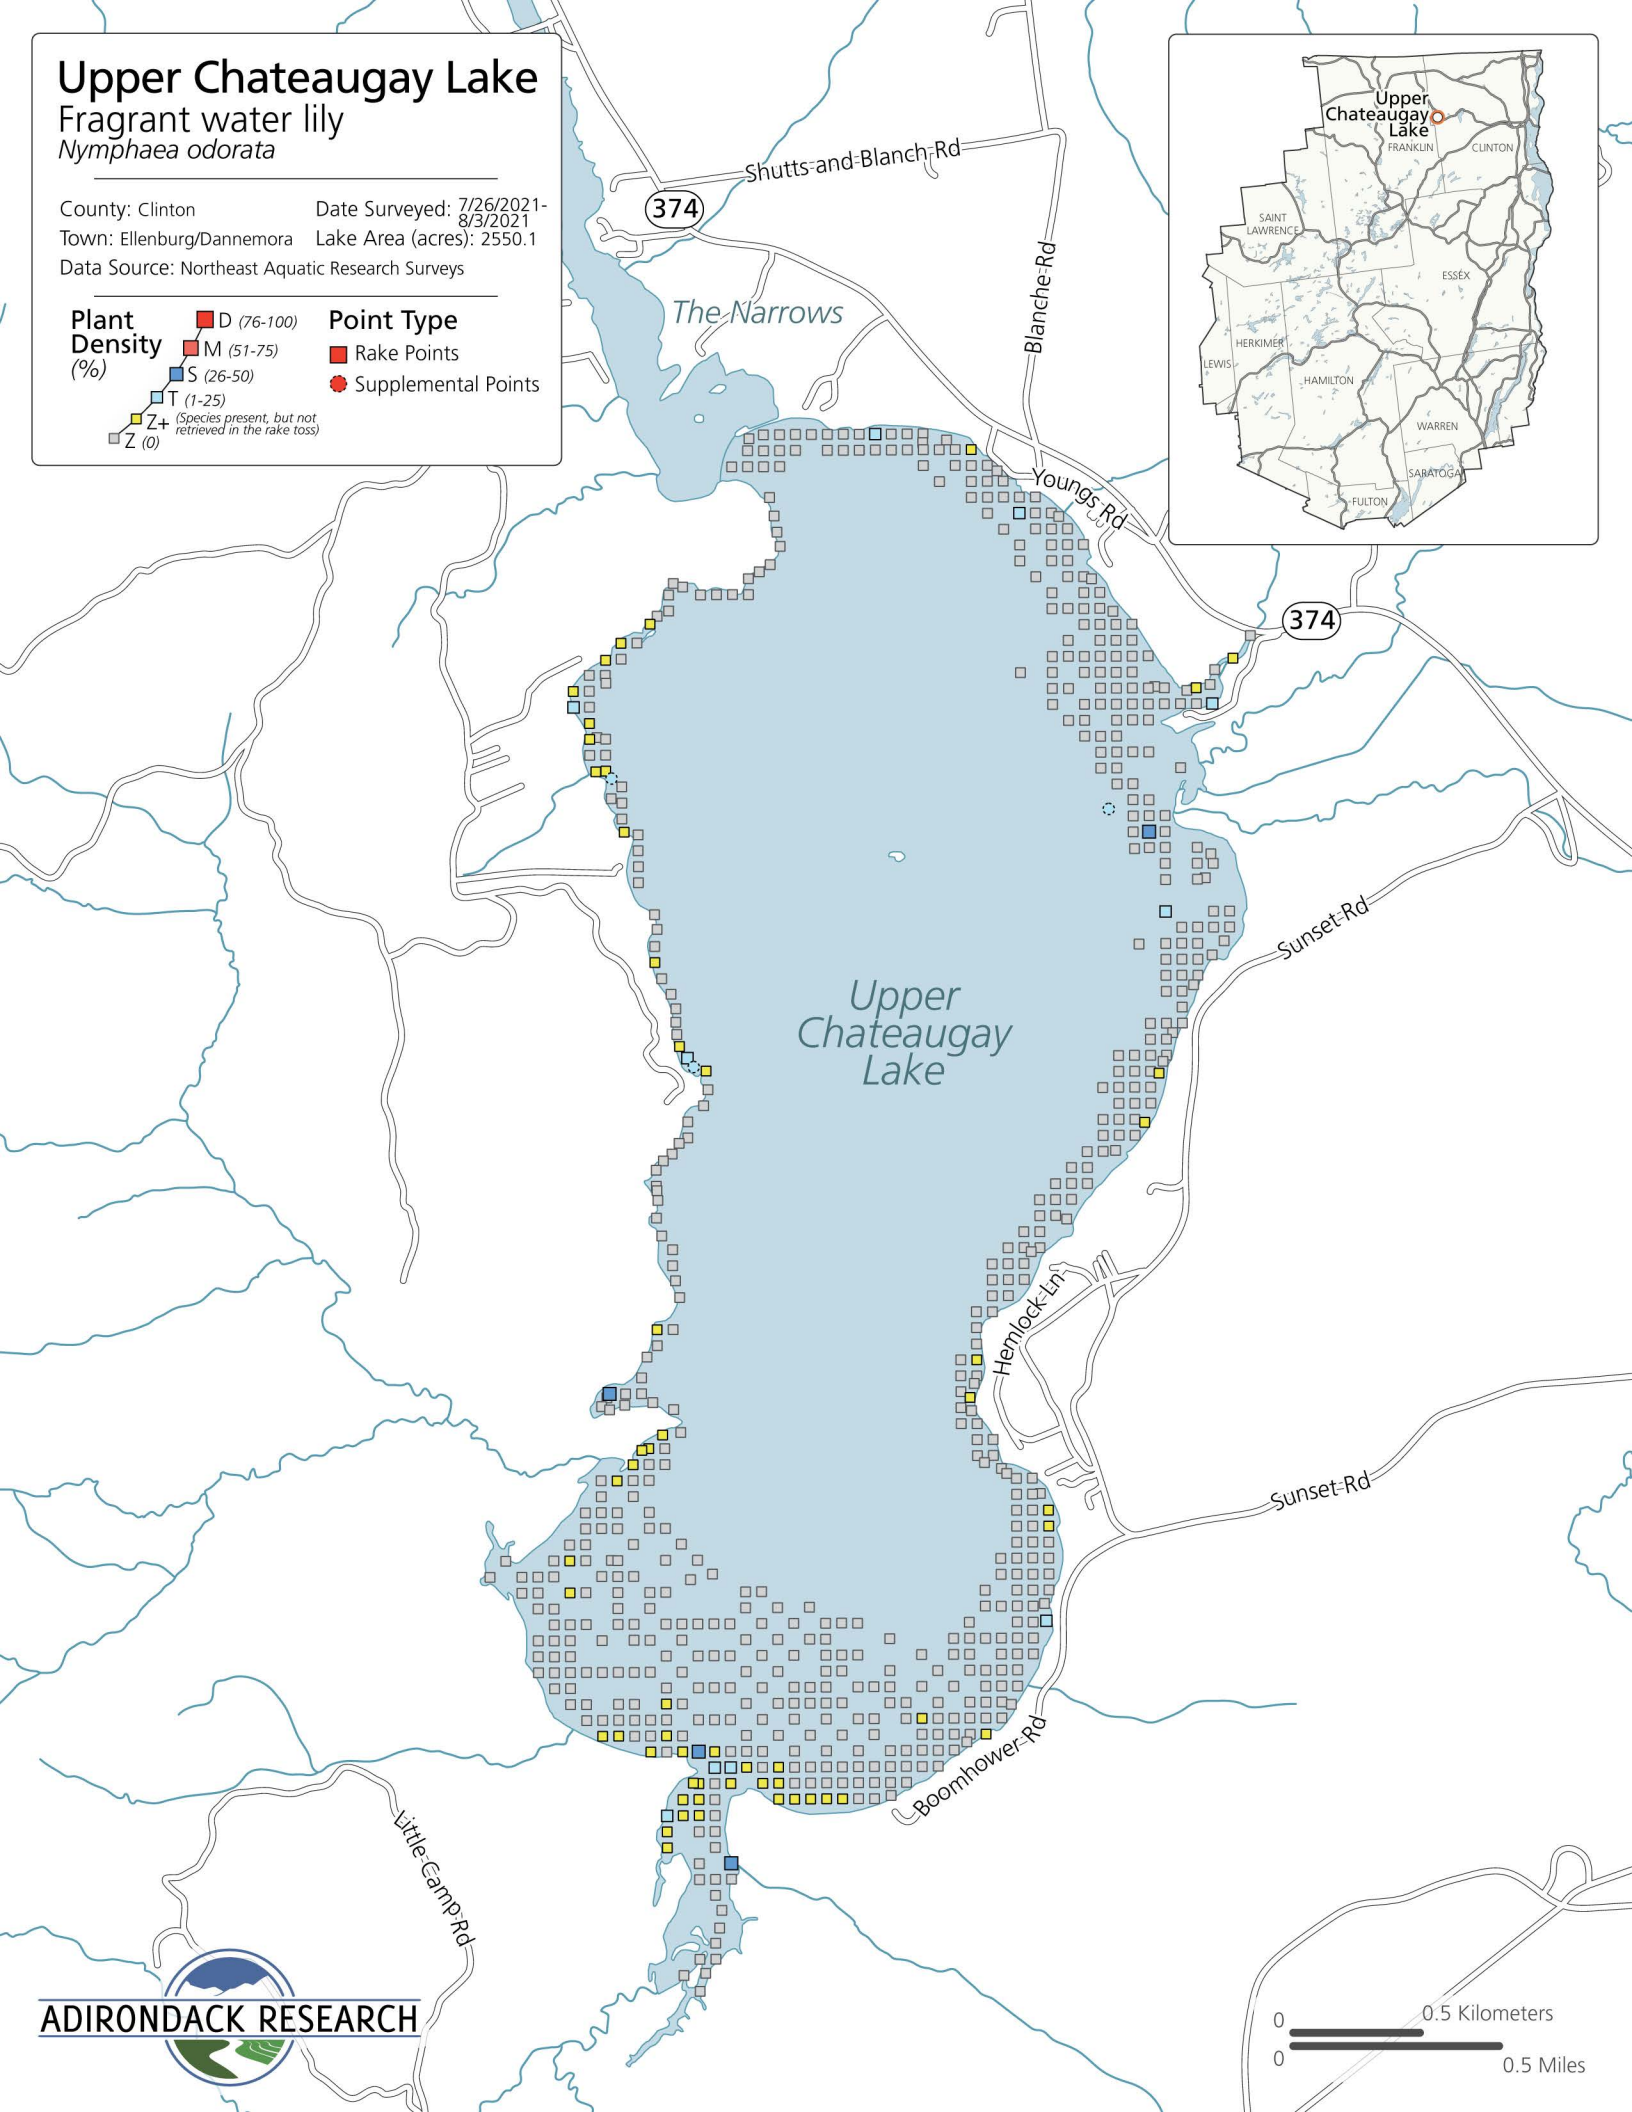 Upper Chateaugay Lake
Fragrant water lily
Nymphaea odorata
County: Clinton
Date Surveyed: 7/26/2021-
8/3/2021
Town: Ellenburg/Dannemora
Lake Area (acres): 2550.1
Data Source: Northeast Aquatic Research Surveys
Plant
Density
(%)
D (76-100)
M (51-75)
S (26-50)
T (1-25)
Z+ (Species present, but not
retrieved in the rake toss)
Z (0)
Point Type
Rake Points
Supplemental Points
Upper
Chateaugay
Lake
FRANKLIN
CLINTON
SAINT
LAWRENCE
ESSEX
HERKIMER
LEWIS
HAMILTON
WARREN
SARATOGA
FULTON
Shutts-and-Blanch-Rd
374
Blanche-Rd
The Narrows
Youngs Rd
374
Sunset-Rd
Upper
Chateaugay
Lake
Hemlock-Ln
Sunset-Rd
Boomhower-Rd
Little-Camp-Rd
ADIRONDACK RESEARCH
0
0.5 Kilometers
0
0.5 Miles